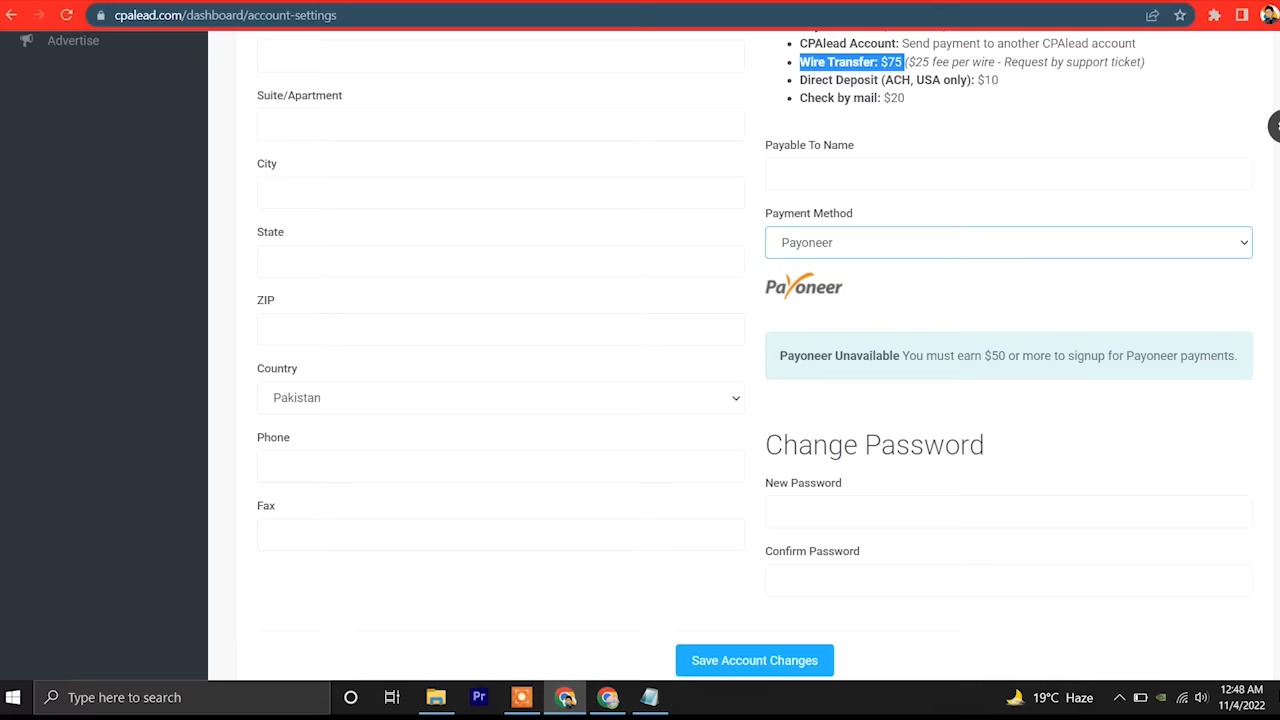 cpalead.com/dashboard/account-settings
Advertise
CPAlead Account: Send payment to another CPAlead account
Wire Transfer: $75 ($25 fee per wire - Request by support ticket)
Direct Deposit (ACH, USA only): $10
Check by mail: $20
Suite/Apartment
City
State
ZIP
Country
Pakistan
Phone
Fax
Payable To Name
Payment Method
Payoneer
Payoneer
Payoneer Unavailable You must earn $50 or more to signup for Payoneer payments.
Change Password
New Password
Confirm Password
Save Account Changes
Type here to search
Pr
19°C Haze
12:48 AM
11/4/2022